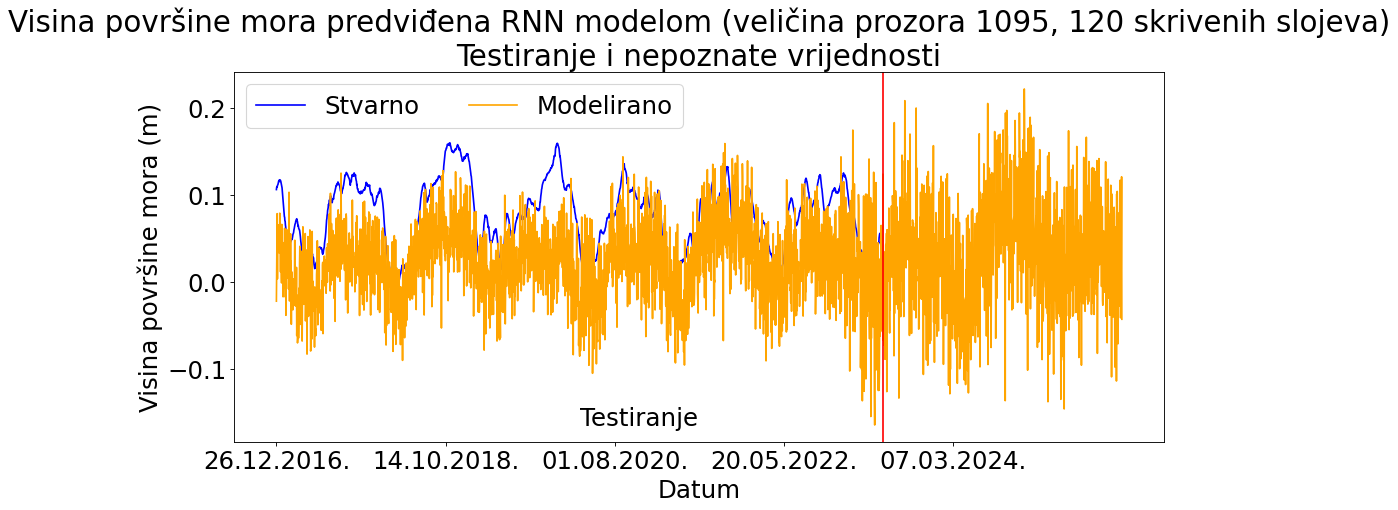 Visina površine mora predviđena RNN modelom (veličina prozora 1095, 120 skrivenih slojeva)
Testiranje i nepoznate vrijednosti
Stvarno
Modelirano
Visina površine mora (m)
0.2
0.1
0.0
−0.1
Testiranje
26.12.2016.
14.10.2018.
01.08.2020.
20.05.2022.
07.03.2024.
Datum